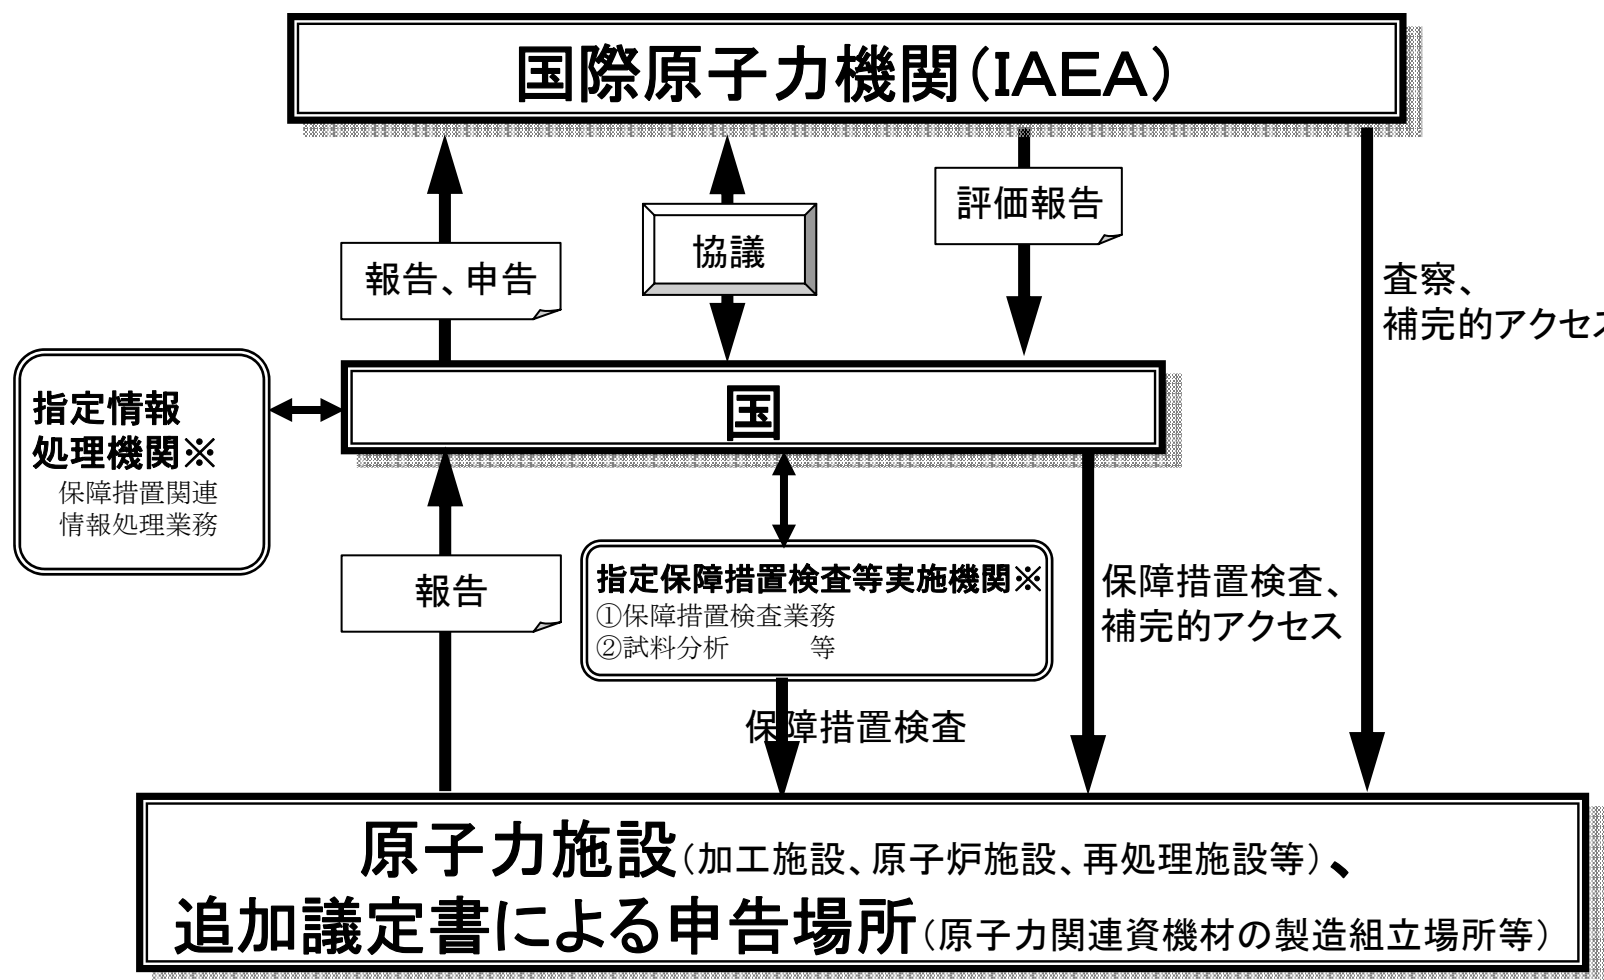 国際原子力機関(IAEA)
評価報告
協議
報告、申告
査察、
補完的アクセス
指定情報
処理機関※
保障措置関連
情報処理業務
国
報告
指定保障措置検査等実施機関※
①保障措置検査業務
②試料分析　　　等
保障措置検査、
補完的アクセス
保障措置検査
原子力施設(加工施設、原子炉施設、再処理施設等)、
追加議定書による申告場所(原子力関連資機材の製造組立場所等)